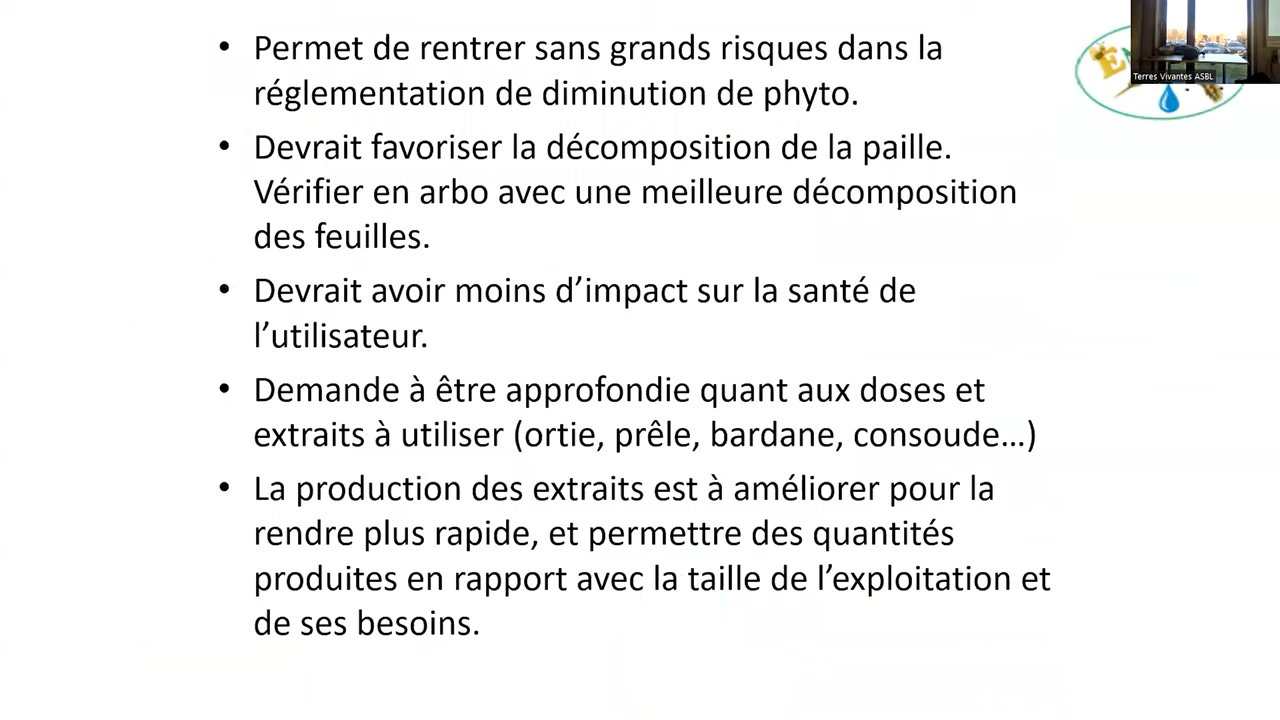 • Permet de rentrer sans grands risques dans la
réglementation de diminution de phyto.
• Devrait favoriser la décomposition de la paille.
Vérifier en arbo avec une meilleure décomposition
des feuilles.
• Devrait avoir moins d’impact sur la santé de
l’utilisateur.
• Demande à être approfondie quant aux doses et
extraits à utiliser (ortie, prêle, bardane, consoude…)
• La production des extraits est à améliorer pour la
rendre plus rapide, et permettre des quantités
produites en rapport avec la taille de l’exploitation et
de ses besoins.
Terres Vivantes ASBL